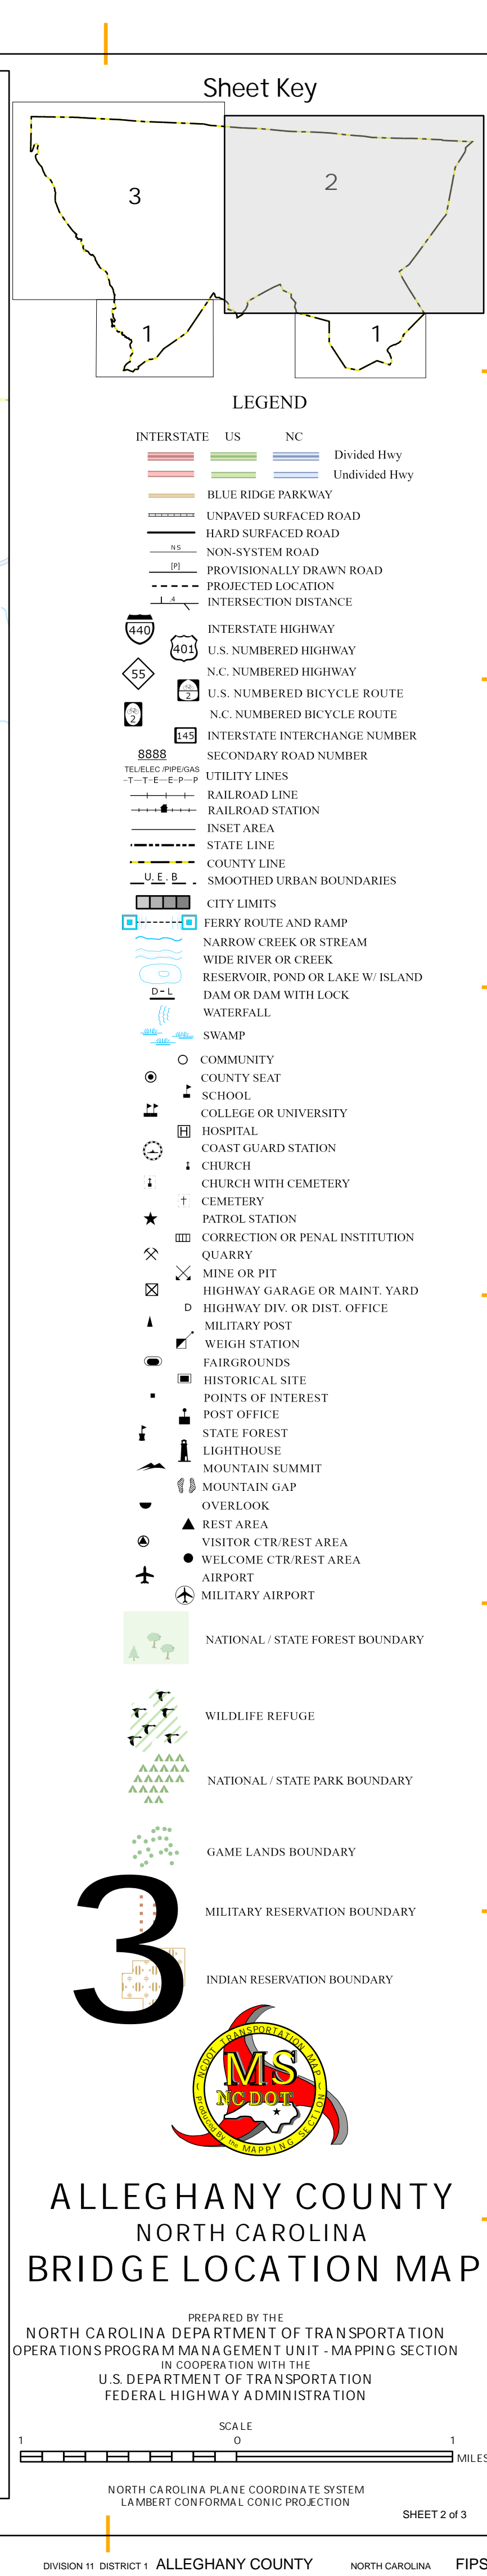 Sheet Key
3
2
1
1
LEGEND
INTERSTATE US NC
Divided Hwy
Undivided Hwy
BLUE RIDGE PARKWAY
UNPAVED SURFACED ROAD
HARD SURFACED ROAD
NS NON-SYSTEM ROAD
[P] PROVISIONALLY DRAWN ROAD
PROJECTED LOCATION
.4 INTERSECTION DISTANCE
440 INTERSTATE HIGHWAY
401 U.S. NUMBERED HIGHWAY
55 N.C. NUMBERED HIGHWAY
2 U.S. NUMBERED BICYCLE ROUTE
2 N.C. NUMBERED BICYCLE ROUTE
145 INTERSTATE INTERCHANGE NUMBER
8888 SECONDARY ROAD NUMBER
TEL/ELEC /PIPE/GAS
-T-T-E-E-P-P UTILITY LINES
RAILROAD LINE
RAILROAD STATION
INSET AREA
STATE LINE
COUNTY LINE
U. E. B SMOOTHED URBAN BOUNDARIES
CITY LIMITS
FERRY ROUTE AND RAMP
NARROW CREEK OR STREAM
WIDE RIVER OR CREEK
RESERVOIR, POND OR LAKE W/ ISLAND
D-L DAM OR DAM WITH LOCK
WATERFALL
SWAMP
COMMUNITY
COUNTY SEAT
SCHOOL
COLLEGE OR UNIVERSITY
H HOSPITAL
COAST GUARD STATION
CHURCH
CHURCH WITH CEMETERY
CEMETERY
PATROL STATION
CORRECTION OR PENAL INSTITUTION
QUARRY
MINE OR PIT
HIGHWAY GARAGE OR MAINT. YARD
D HIGHWAY DIV. OR DIST. OFFICE
MILITARY POST
WEIGH STATION
FAIRGROUNDS
HISTORICAL SITE
POINTS OF INTEREST
POST OFFICE
STATE FOREST
LIGHTHOUSE
MOUNTAIN SUMMIT
MOUNTAIN GAP
OVERLOOK
REST AREA
VISITOR CTR/REST AREA
WELCOME CTR/REST AREA
AIRPORT
MILITARY AIRPORT
NATIONAL / STATE FOREST BOUNDARY
WILDLIFE REFUGE
NATIONAL / STATE PARK BOUNDARY
GAME LANDS BOUNDARY
3
MILITARY RESERVATION BOUNDARY
INDIAN RESERVATION BOUNDARY
NCDOT TRANSPORTATION MAP
MS
NCDOT
Produced By the MAPPING SECTION
ALLEGHANY COUNTY
NORTH CAROLINA
BRIDGE LOCATION MAP
PREPARED BY THE
NORTH CAROLINA DEPARTMENT OF TRANSPORTATION
OPERATIONS PROGRAM MANAGEMENT UNIT - MAPPING SECTION
IN COOPERATION WITH THE
U.S. DEPARTMENT OF TRANSPORTATION
FEDERAL HIGHWAY ADMINISTRATION
SCALE
1 0 1
MILES
NORTH CAROLINA PLANE COORDINATE SYSTEM
LAMBERT CONFORMAL CONIC PROJECTION
SHEET 2 of 3
DIVISION 11 DISTRICT 1 ALLEGHANY COUNTY NORTH CAROLINA FIPS